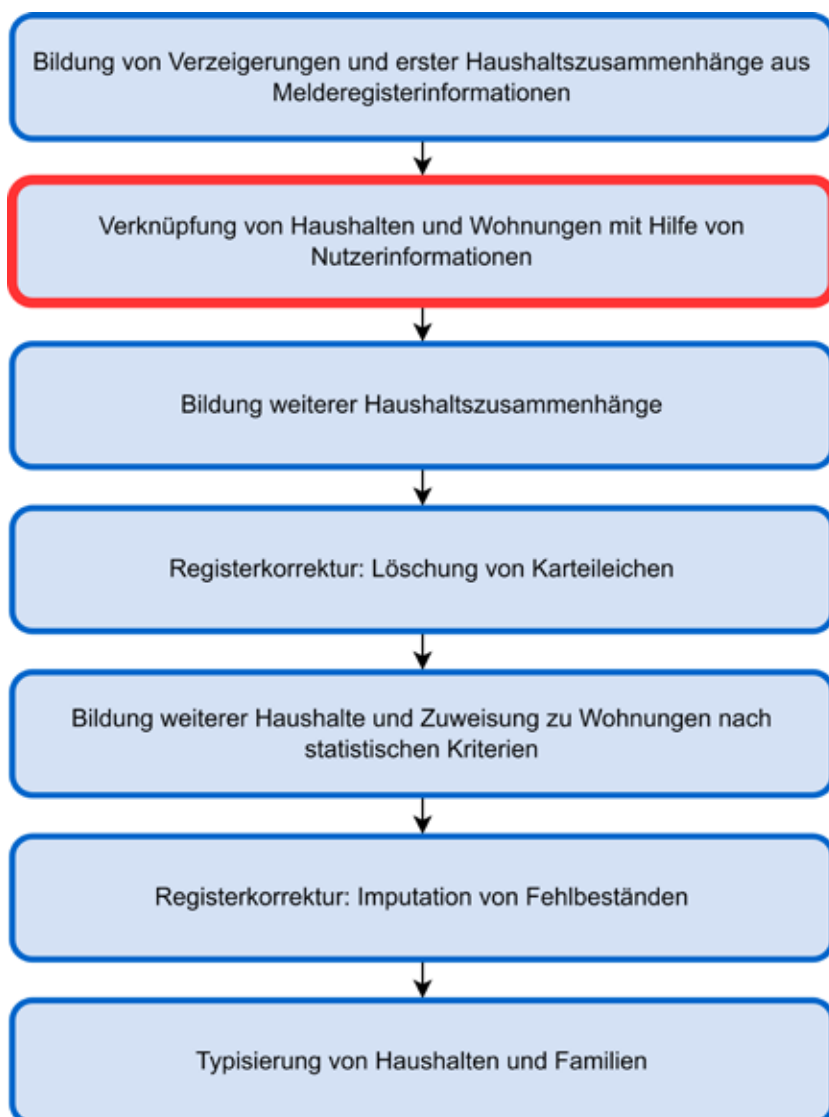 Bildung von Verzeigerungen und erster Haushaltszusammenhänge aus
Melderegisterinformationen
Verknüpfung von Haushalten und Wohnungen mit Hilfe von
Nutzerinformationen
Bildung weiterer Haushaltszusammenhänge
Registerkorrektur: Löschung von Karteileichen
Bildung weiterer Haushalte und Zuweisung zu Wohnungen nach
statistischen Kriterien
Registerkorrektur: Imputation von Fehlbeständen
Typisierung von Haushalten und Familien